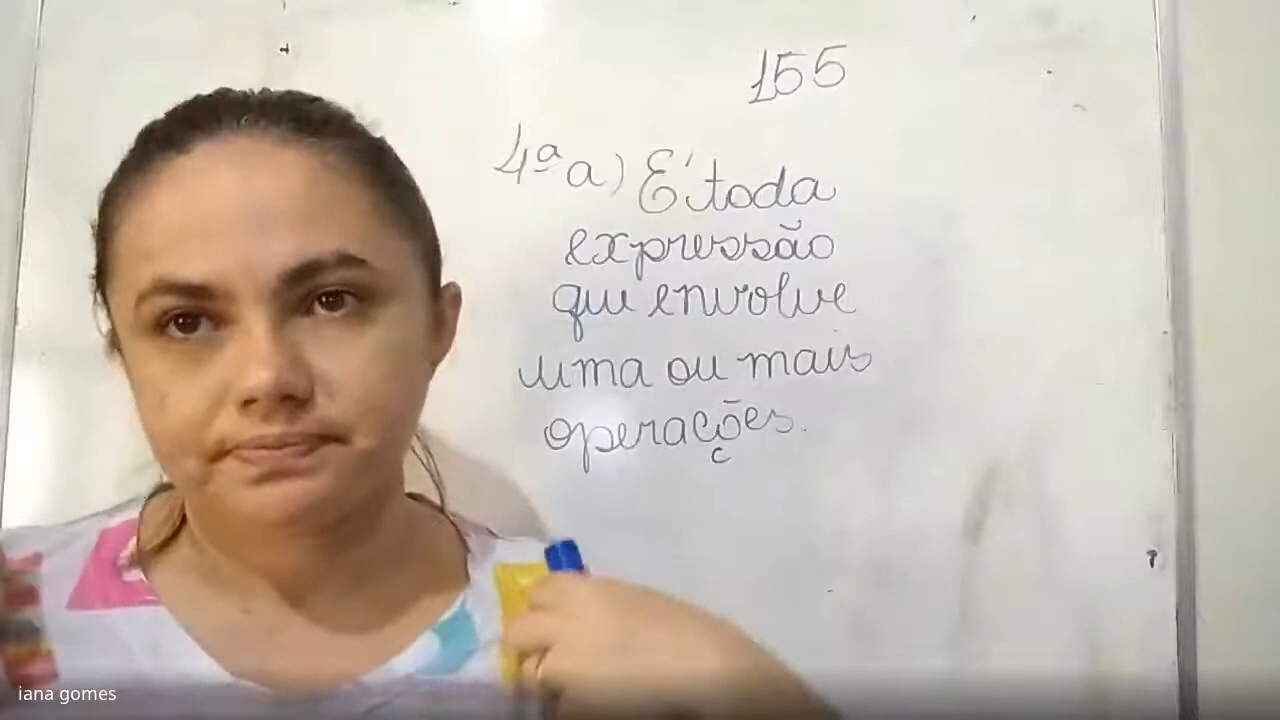 155
4ª a) É toda
expressão
que envolve
uma ou mais
operações.
iana gomes